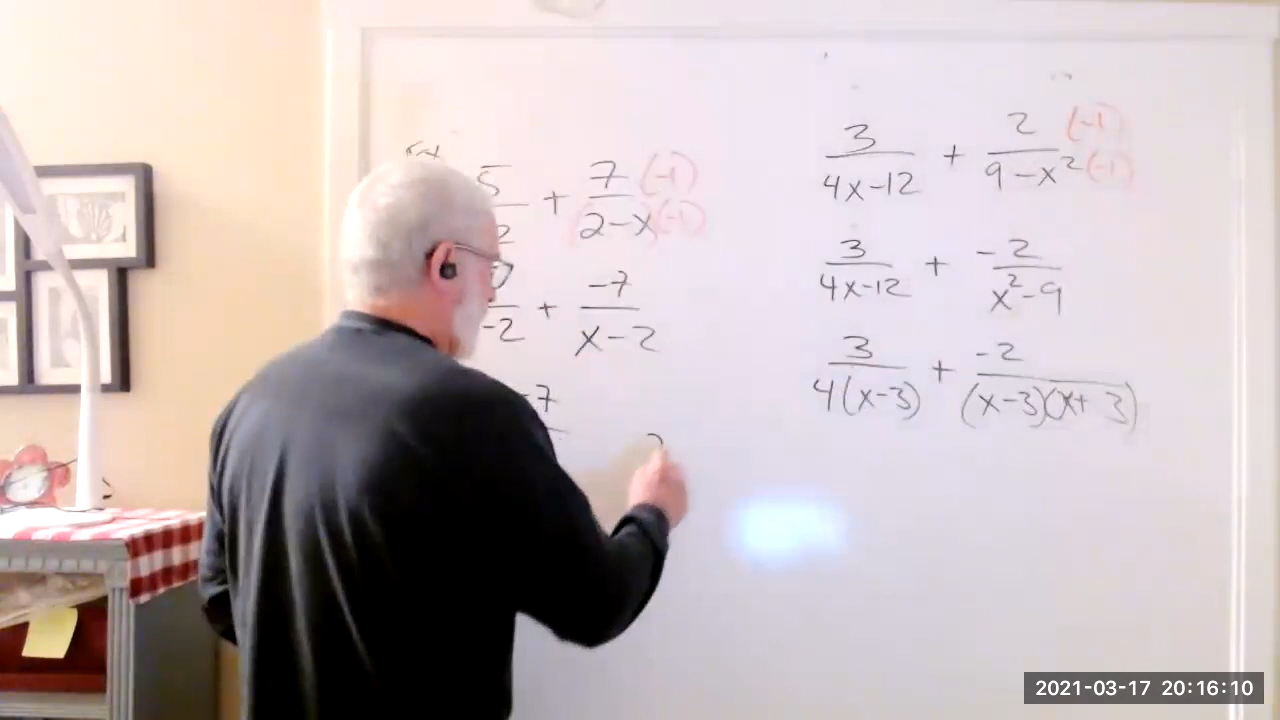 5 + 7 (-1)
2 2-x (-1)
-2 + -7
x-2
-7
3 + 2 (-1)
4x-12 9-x² (-1)
3 + -2
4x-12 x²-9
3 + -2
4(x-3) (x-3)(x+3)
2021-03-17 20:16:10